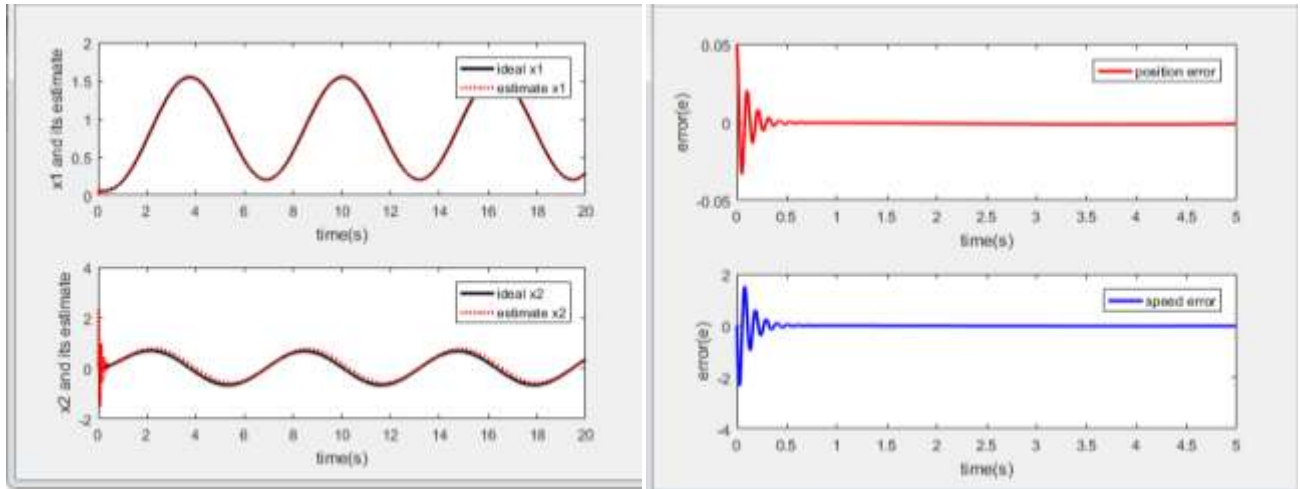 2
1.5
1
0.5
0
x1 and its estimate
ideal x1
estimate x1
0 2 4 6 8 10 12 14 16 18 20
time(s)
4
2
0
-2
x2 and its estimate
ideal x2
estimate x2
0 2 4 6 8 10 12 14 16 18 20
time(s)
0.05
0
-0.05
error(e)
position error
0 0.5 1 1.5 2 2.5 3 3.5 4 4.5 5
time(s)
2
0
-2
-4
error(e)
speed error
0 0.5 1 1.5 2 2.5 3 3.5 4 4.5 5
time(s)